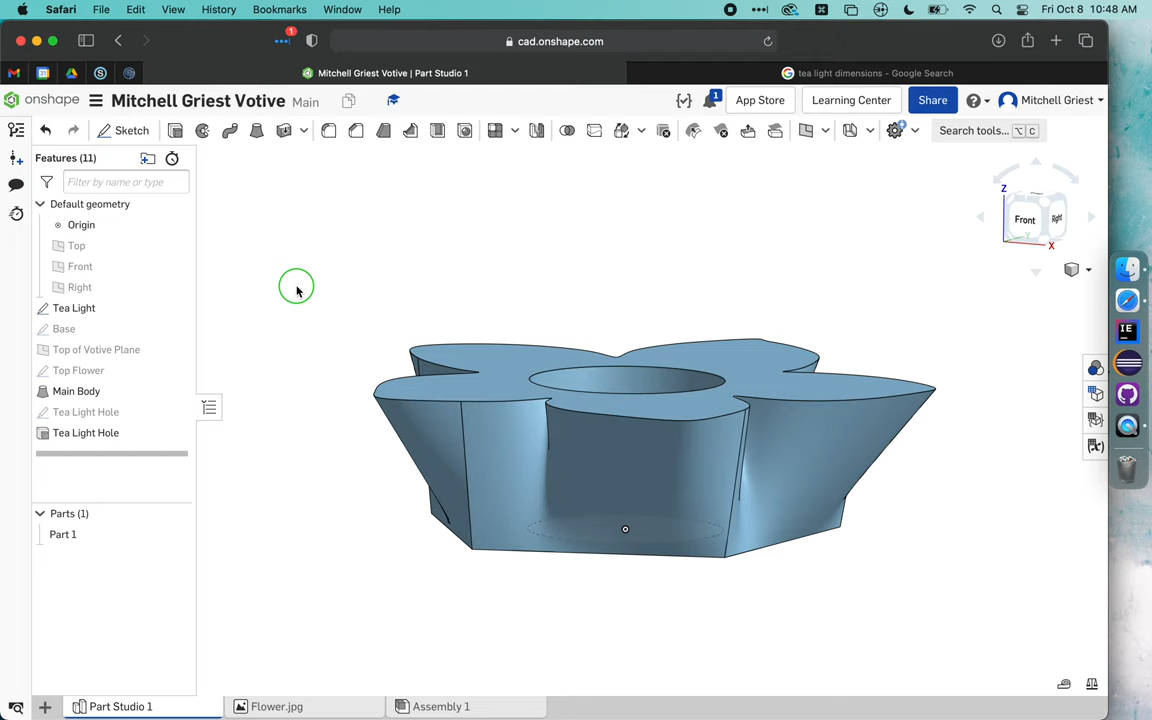 Safari File Edit View History Bookmarks Window Help Fri Oct 8 10:48 AM
1
cad.onshape.com
Mitchell Griest Votive | Part Studio 1
tea light dimensions - Google Search
onshape Mitchell Griest Votive Main 1 App Store Learning Center Share Mitchell Griest
Sketch Search tools... ⌥ C
Features (11)
Filter by name or type
Default geometry
Origin
Top
Front
Right
Tea Light
Base
Top of Votive Plane
Top Flower
Main Body
Tea Light Hole
Tea Light Hole
Parts (1)
Part 1
Z
Front
Right
Y
X
IE
Part Studio 1 Flower.jpg Assembly 1